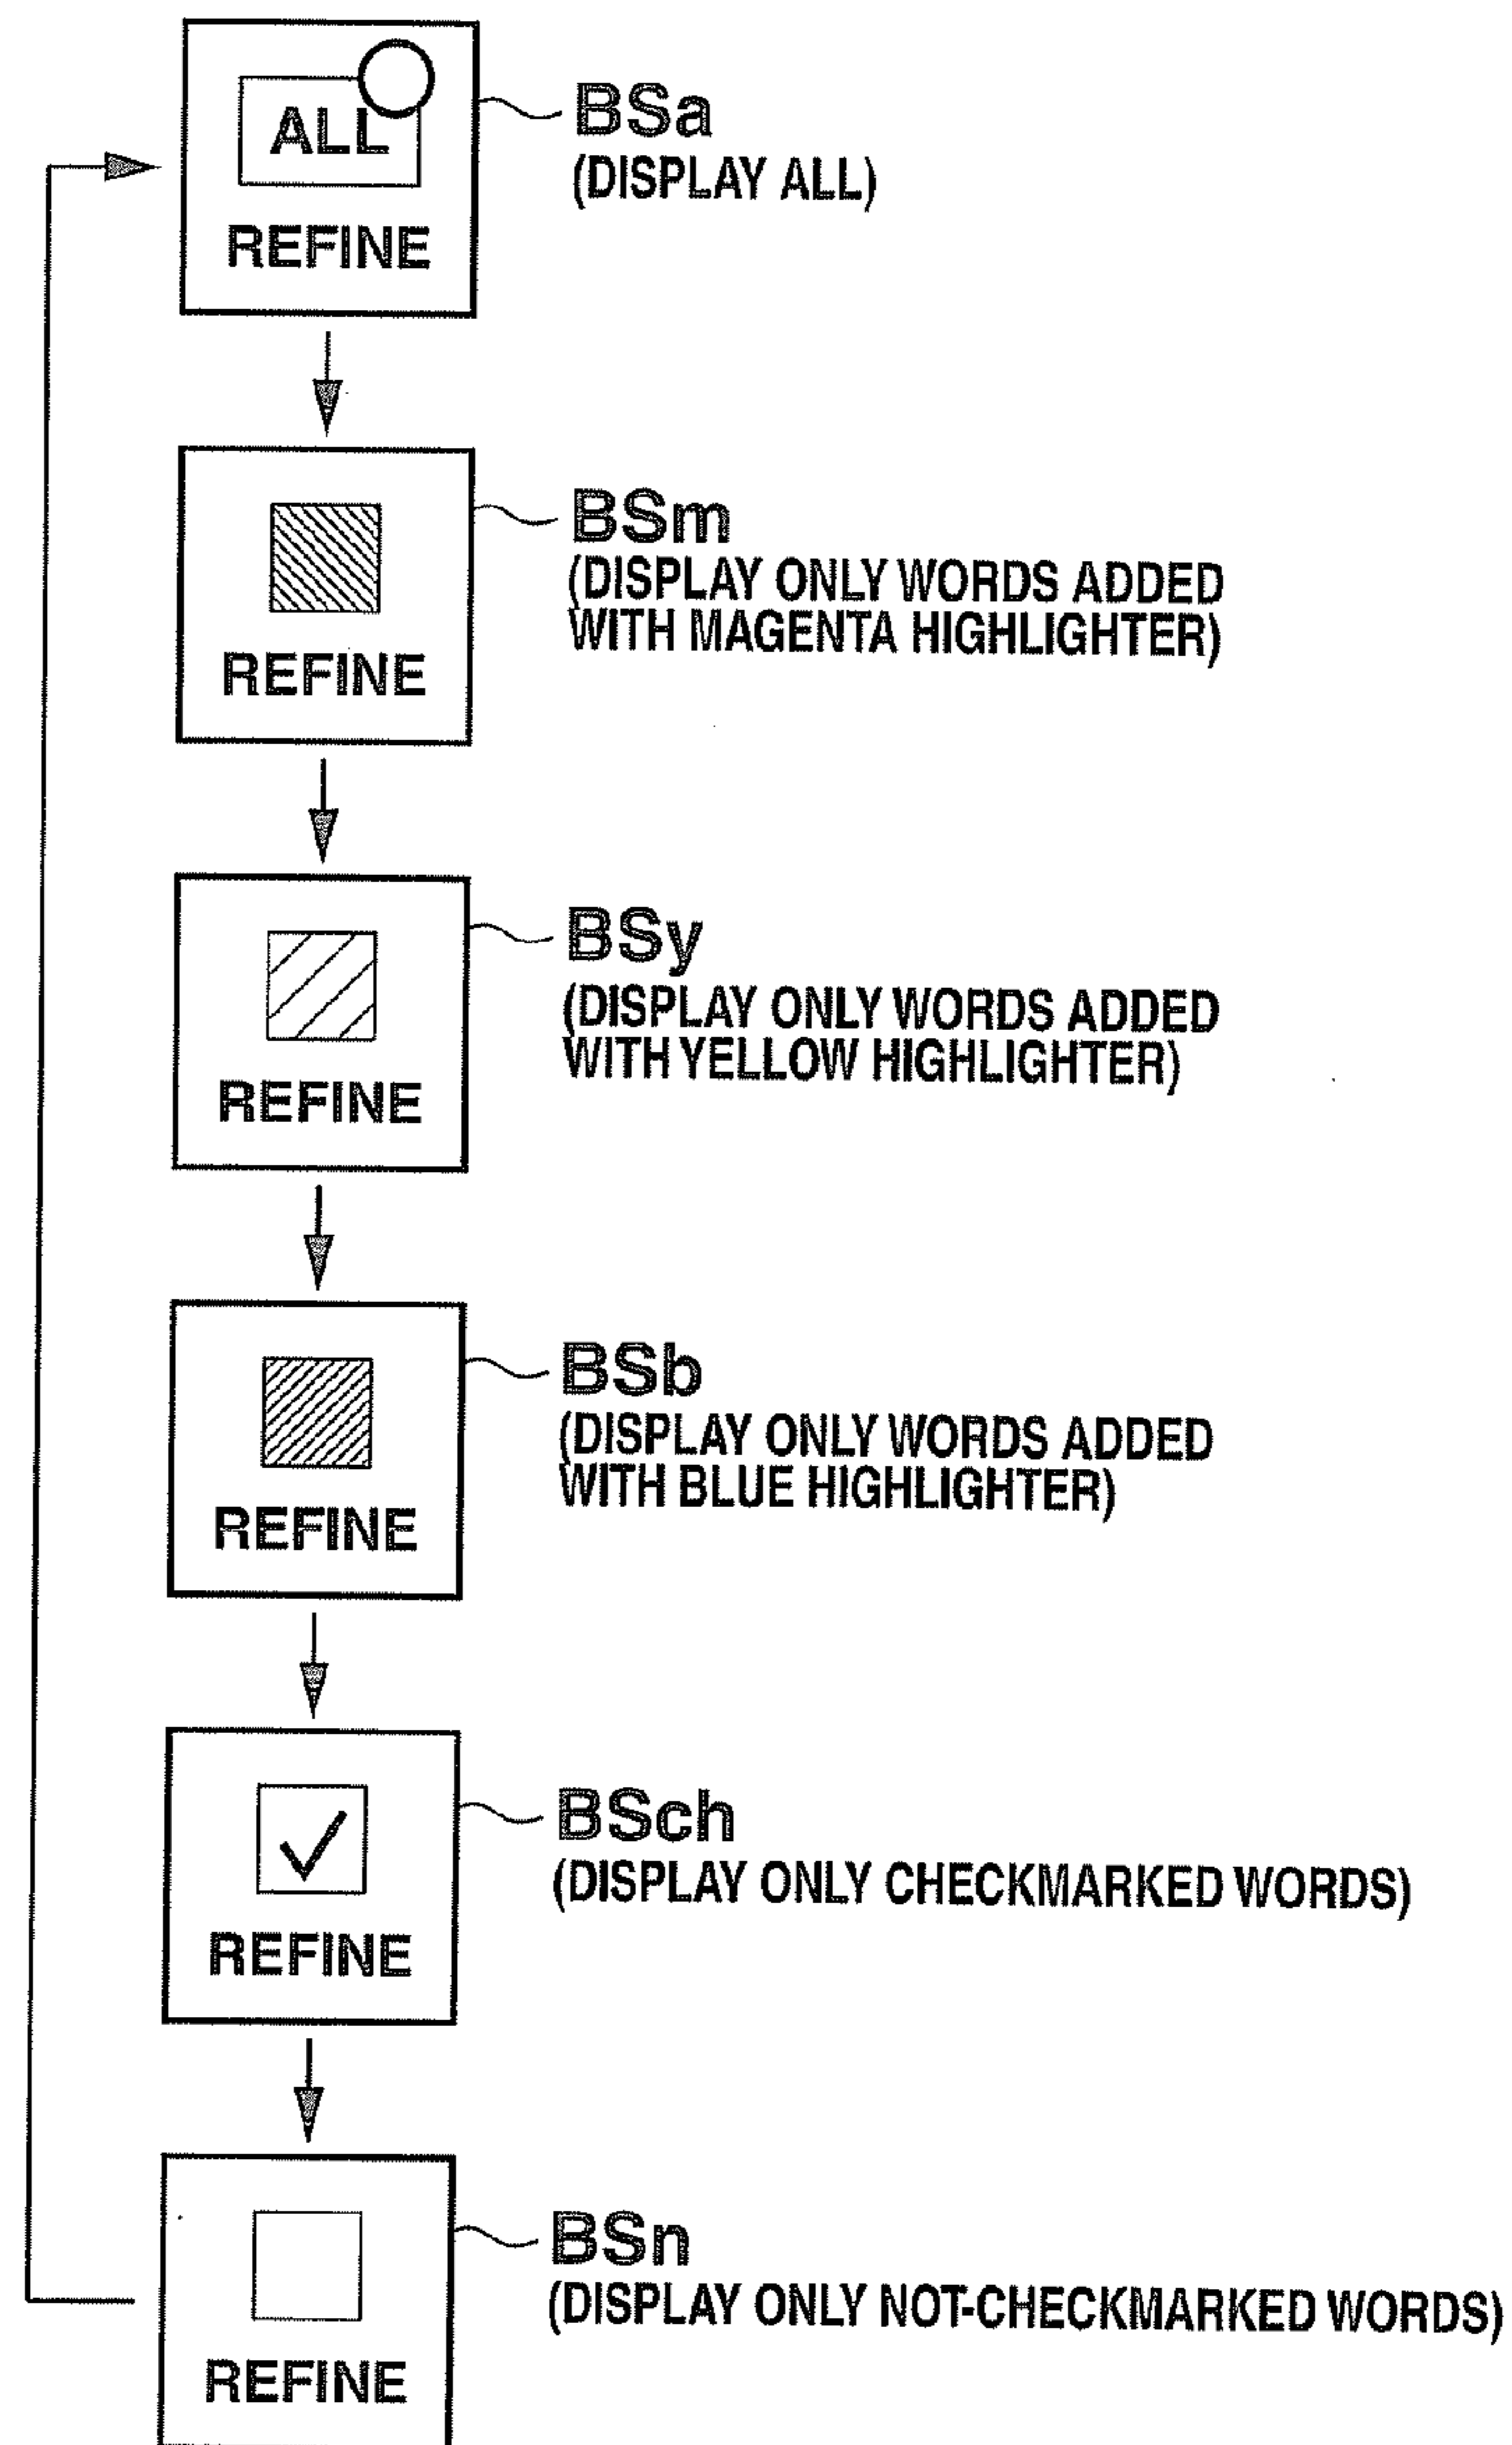 ALL
REFINE
BSa
(DISPLAY ALL)
REFINE
BSm
(DISPLAY ONLY WORDS ADDED
WITH MAGENTA HIGHLIGHTER)
REFINE
BSy
(DISPLAY ONLY WORDS ADDED
WITH YELLOW HIGHLIGHTER)
REFINE
BSb
(DISPLAY ONLY WORDS ADDED
WITH BLUE HIGHLIGHTER)
REFINE
BSch
(DISPLAY ONLY CHECKMARKED WORDS)
REFINE
BSn
(DISPLAY ONLY NOT-CHECKMARKED WORDS)
REFINE